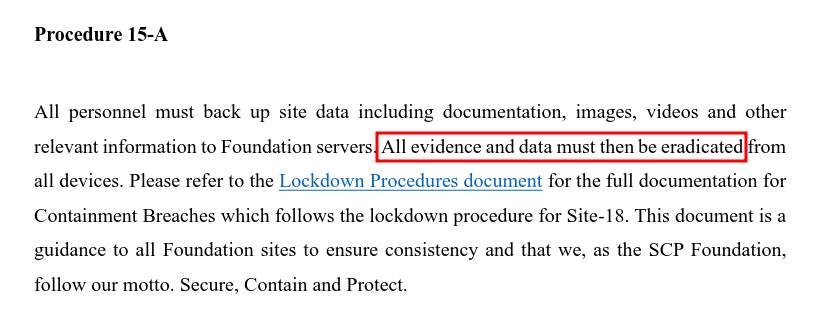 Procedure 15-A
All personnel must back up site data including documentation, images, videos and other
relevant information to Foundation servers. All evidence and data must then be eradicated from
all devices. Please refer to the Lockdown Procedures document for the full documentation for
Containment Breaches which follows the lockdown procedure for Site-18. This document is a
guidance to all Foundation sites to ensure consistency and that we, as the SCP Foundation,
follow our motto. Secure, Contain and Protect.